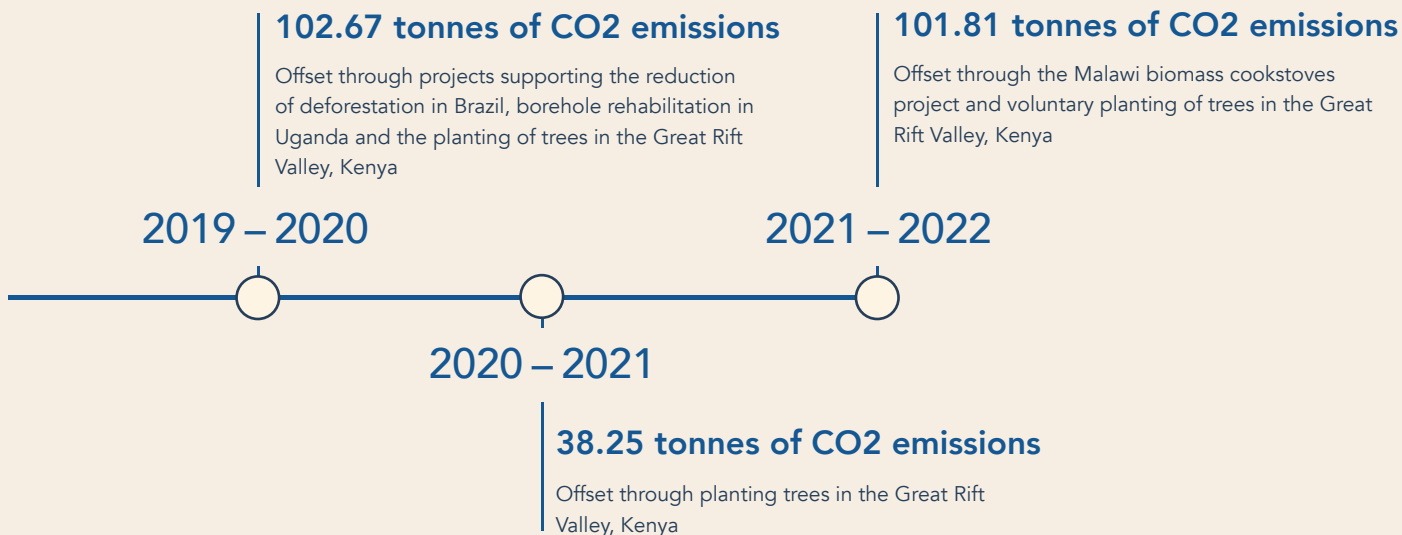 102.67 tonnes of CO2 emissions
Offset through projects supporting the reduction
of deforestation in Brazil, borehole rehabilitation in
Uganda and the planting of trees in the Great Rift
Valley, Kenya
2019 – 2020
101.81 tonnes of CO2 emissions
Offset through the Malawi biomass cookstoves
project and voluntary planting of trees in the Great
Rift Valley, Kenya
2021 – 2022
2020 – 2021
38.25 tonnes of CO2 emissions
Offset through planting trees in the Great Rift
Valley, Kenya